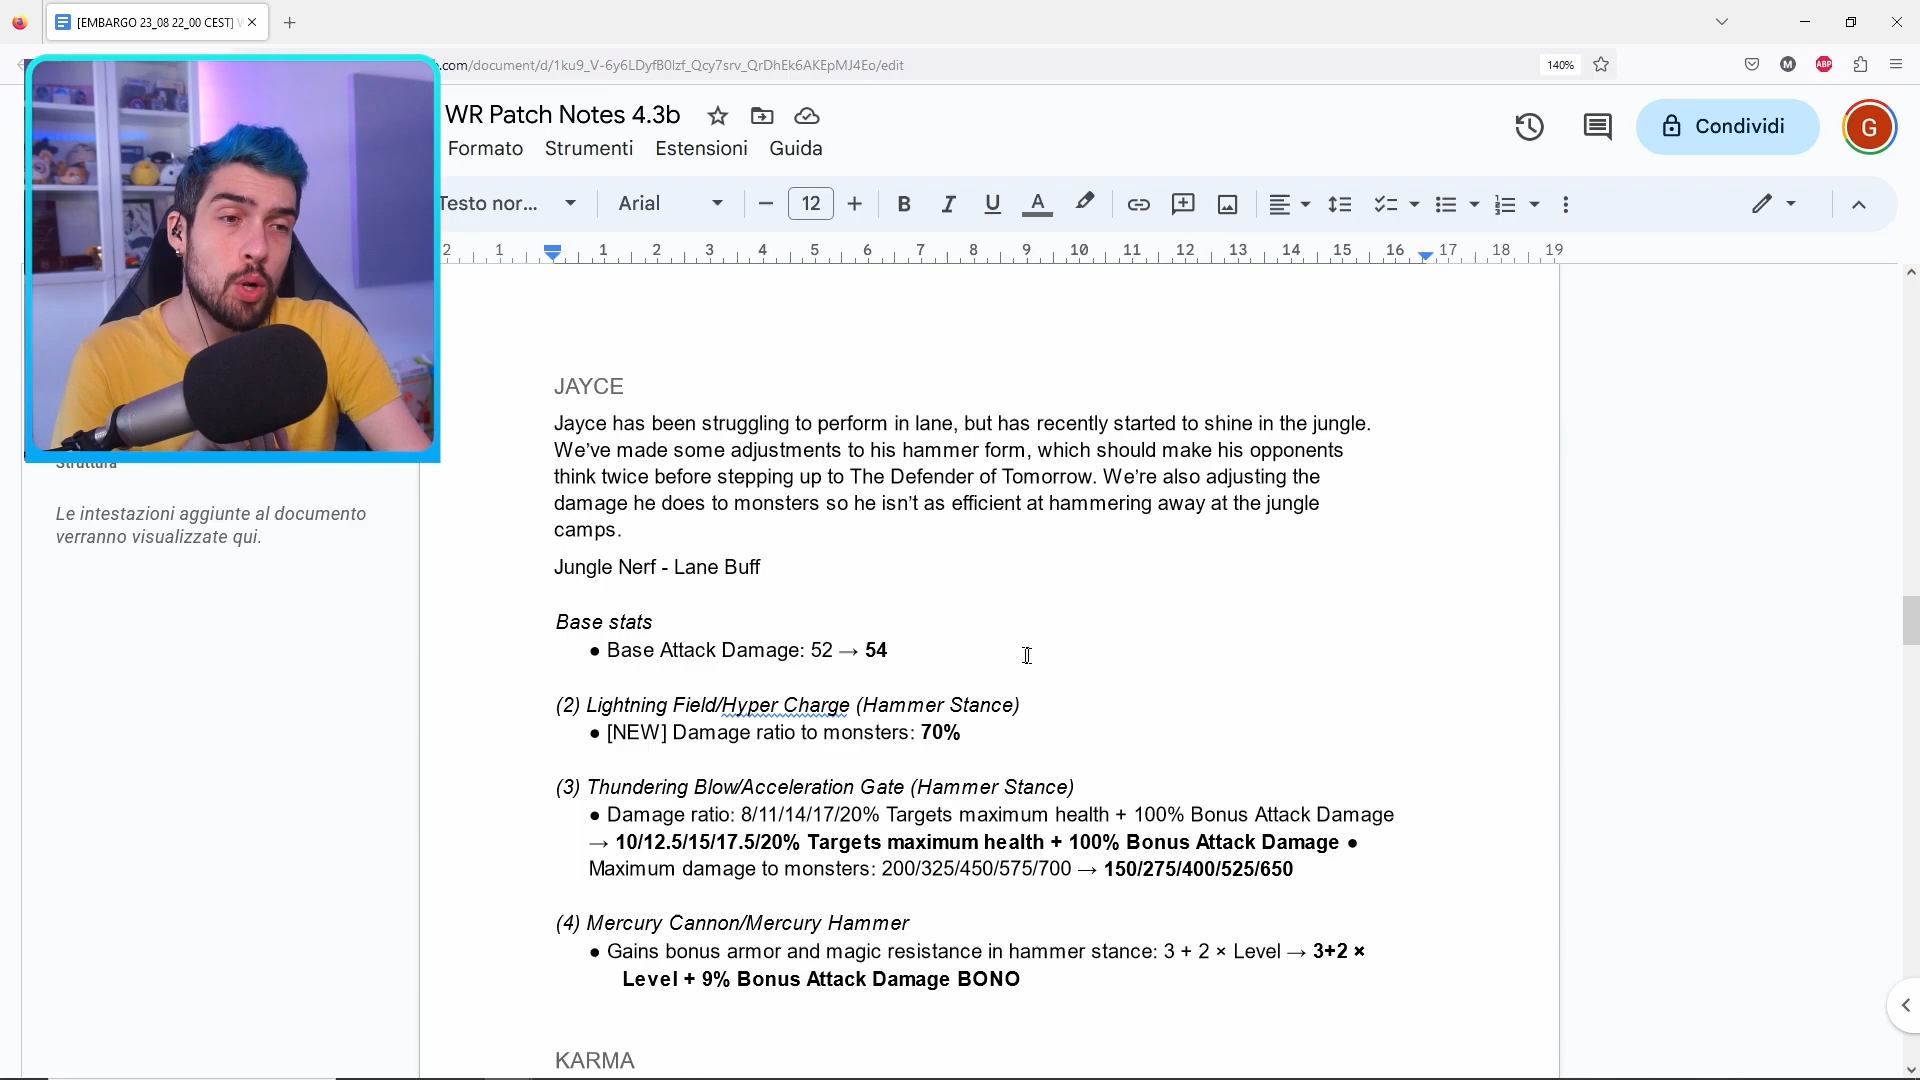 [EMBARGO 23_08 22_00 CEST] W
.com/document/d/1ku9_V-6y6LDyfB0lzf_Qcy7srv_QrDhEk6AKEpMJ4Eo/edit
140%
M
ABP
WR Patch Notes 4.3b
Condividi
G
Formato Strumenti Estensioni Guida
Testo nor... Arial 12 B I U A
2 1 1 2 3 4 5 6 7 8 9 10 11 12 13 14 15 16 17 18 19
Struttura
Le intestazioni aggiunte al documento
verranno visualizzate qui.
JAYCE
Jayce has been struggling to perform in lane, but has recently started to shine in the jungle.
We've made some adjustments to his hammer form, which should make his opponents
think twice before stepping up to The Defender of Tomorrow. We're also adjusting the
damage he does to monsters so he isn't as efficient at hammering away at the jungle
camps.
Jungle Nerf - Lane Buff
Base stats
● Base Attack Damage: 52 → 54
(2) Lightning Field/Hyper Charge (Hammer Stance)
● [NEW] Damage ratio to monsters: 70%
(3) Thundering Blow/Acceleration Gate (Hammer Stance)
● Damage ratio: 8/11/14/17/20% Targets maximum health + 100% Bonus Attack Damage
→ 10/12.5/15/17.5/20% Targets maximum health + 100% Bonus Attack Damage ●
Maximum damage to monsters: 200/325/450/575/700 → 150/275/400/525/650
(4) Mercury Cannon/Mercury Hammer
● Gains bonus armor and magic resistance in hammer stance: 3 + 2 × Level → 3+2 ×
Level + 9% Bonus Attack Damage BONO
KARMA